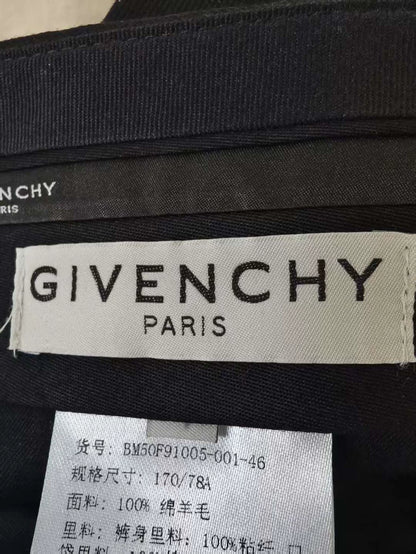 NCHY
RIS
GIVENCHY
PARIS
货号: BM50F91005-001-46
规格尺寸: 170/78A
面料: 100% 绵羊毛
里料: 裤身里料: 100%粘纤